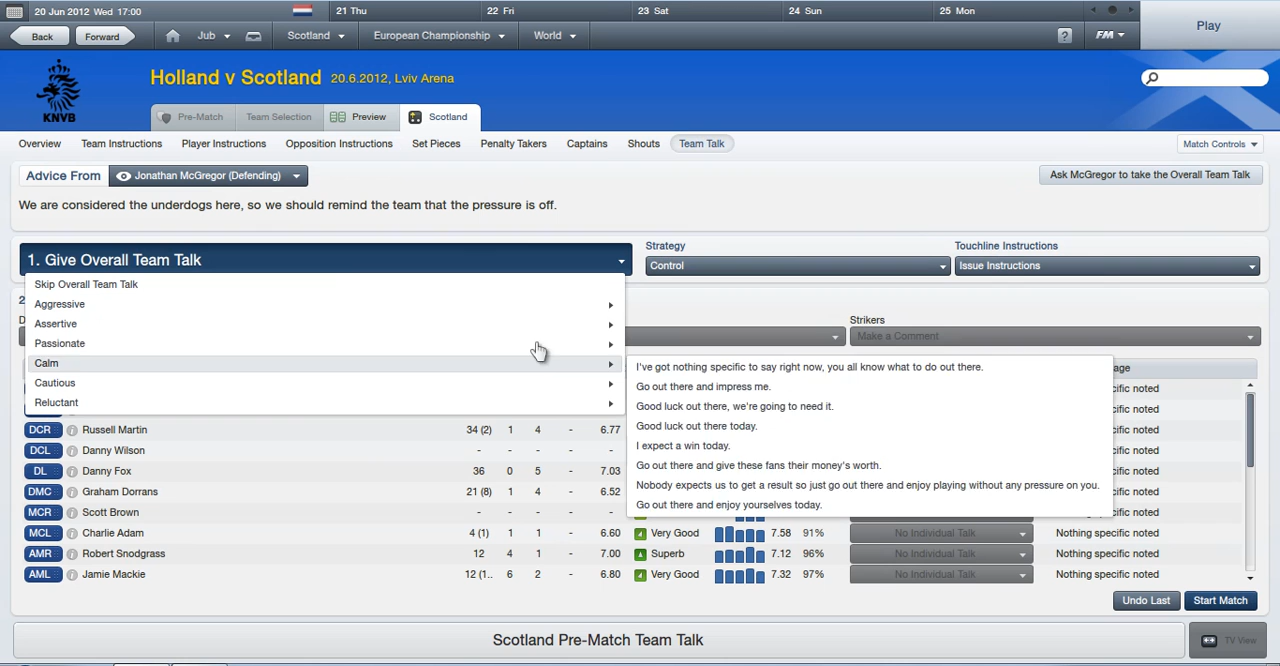 20 Jun 2012 Wed 17:00 21 Thu 22 Fri 23 Sat 24 Sun 25 Mon
Play
Back Forward Jub Scotland European Championship World ? FM
Holland v Scotland 20.6.2012, Lviv Arena
KNVB
Pre-Match Team Selection Preview Scotland
Overview Team Instructions Player Instructions Opposition Instructions Set Pieces Penalty Takers Captains Shouts Team Talk Match Controls
Advice From Jonathan McGregor (Defending) Ask McGregor to take the Overall Team Talk
We are considered the underdogs here, so we should remind the team that the pressure is off.
Strategy Touchline Instructions
1. Give Overall Team Talk Control Issue Instructions
Skip Overall Team Talk
Aggressive
Assertive
Passionate
Calm
Cautious
Reluctant
2
Strikers
Make a Comment
I've got nothing specific to say right now, you all know what to do out there.
Go out there and impress me.
Good luck out there, we're going to need it.
Good luck out there today.
I expect a win today.
Go out there and give these fans their money's worth.
Nobody expects us to get a result so just go out there and enjoy playing without any pressure on you.
Go out there and enjoy yourselves today.
DCR i Russell Martin 34 (2) 1 4 - 6.77
DCL i Danny Wilson - - - - -
DL i Danny Fox 36 0 5 - 7.03
DMC i Graham Dorrans 21 (8) 1 4 - 6.52
MCR i Scott Brown - - - - -
MCL i Charlie Adam 4 (1) 1 1 - 6.60 Very Good 7.58 91% No Individual Talk Nothing specific noted
AMR i Robert Snodgrass 12 4 1 - 7.00 Superb 7.12 96% No Individual Talk Nothing specific noted
AML i Jamie Mackie 12 (1.. 6 2 - 6.80 Very Good 7.32 97% No Individual Talk Nothing specific noted
Undo Last Start Match
Scotland Pre-Match Team Talk TV View